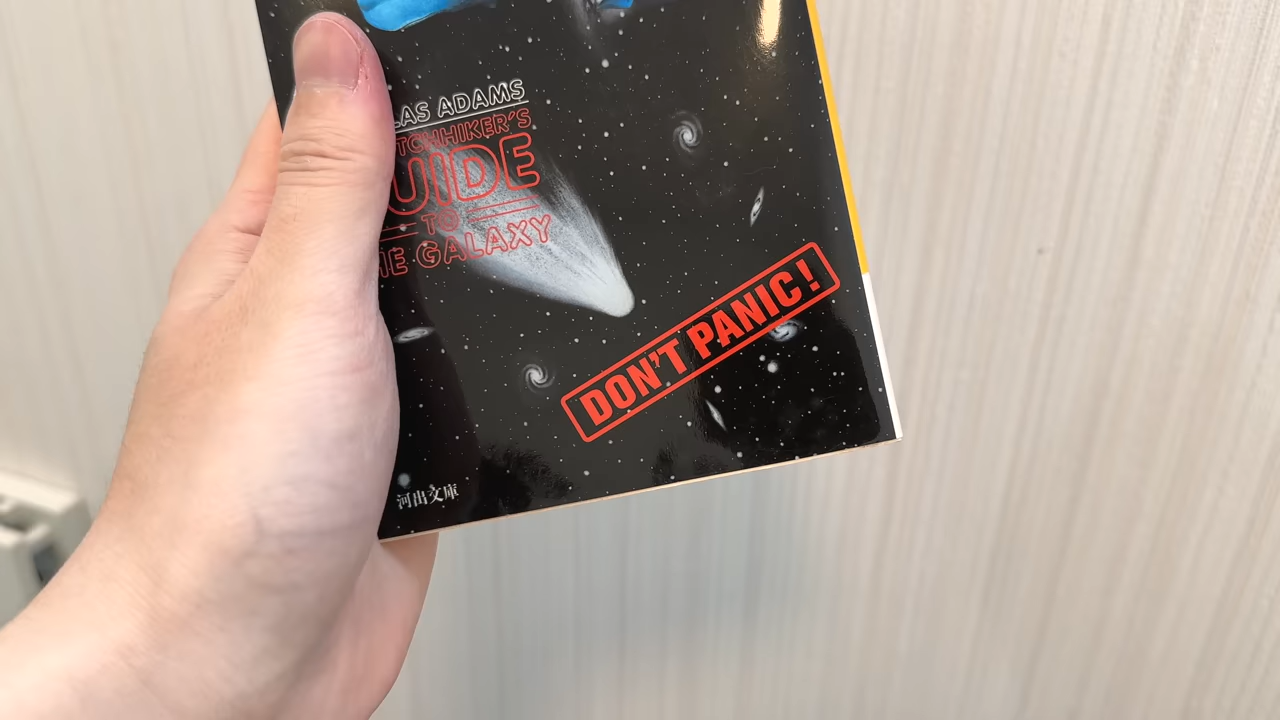 LAS ADAMS
TCHHIKER'S
UIDE
TO
HE GALAXY
DON'T PANIC!
河出文庫